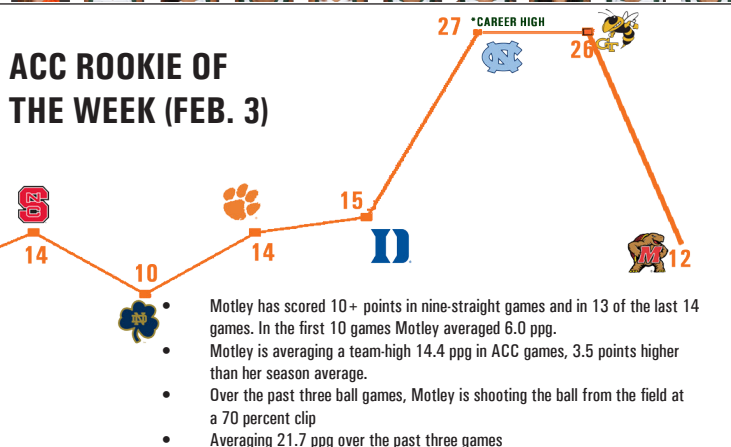 27 *CAREER HIGH
26
GT
NC
ACC ROOKIE OF
THE WEEK (FEB. 3)
S
14
10
ND
14
15
D
M
12
• Motley has scored 10+ points in nine-straight games and in 13 of the last 14
games. In the first 10 games Motley averaged 6.0 ppg.
• Motley is averaging a team-high 14.4 ppg in ACC games, 3.5 points higher
than her season average.
• Over the past three ball games, Motley is shooting the ball from the field at
a 70 percent clip
• Averaging 21.7 ppg over the past three games